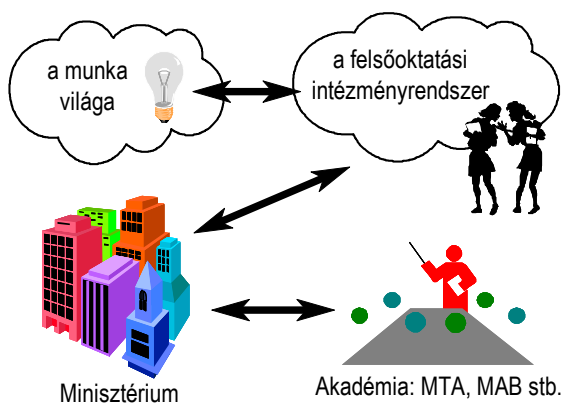 a munka
világa
a felsőoktatási
intézményrendszer
Minisztérium
Akadémia: MTA, MAB stb.